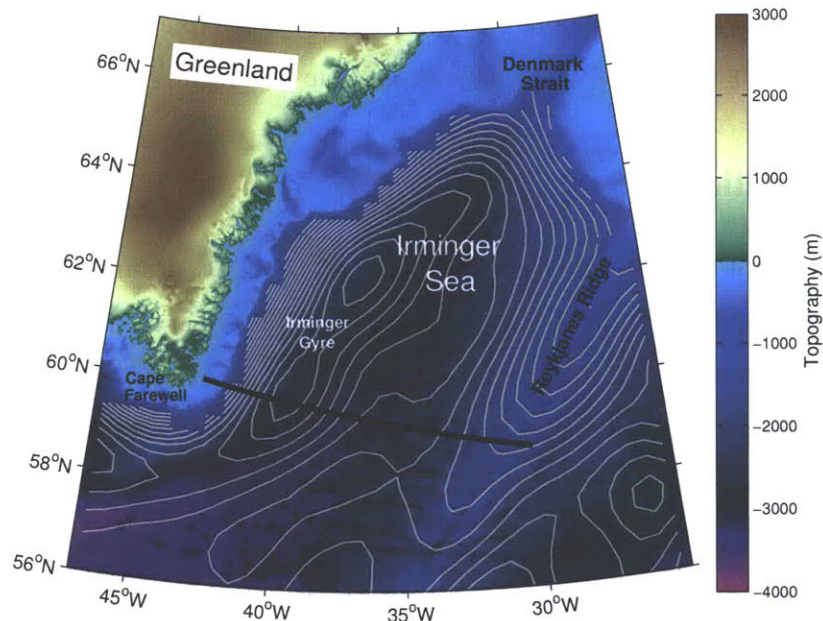 Greenland
Denmark
Strait
Irminger
Sea
Irminger
Gyre
Reykjanes Ridge
Cape
Farewell
66°N
64°N
62°N
60°N
58°N
56°N
45°W
40°W
35°W
30°W
3000
2000
1000
0
−1000
−2000
−3000
−4000
Topography (m)